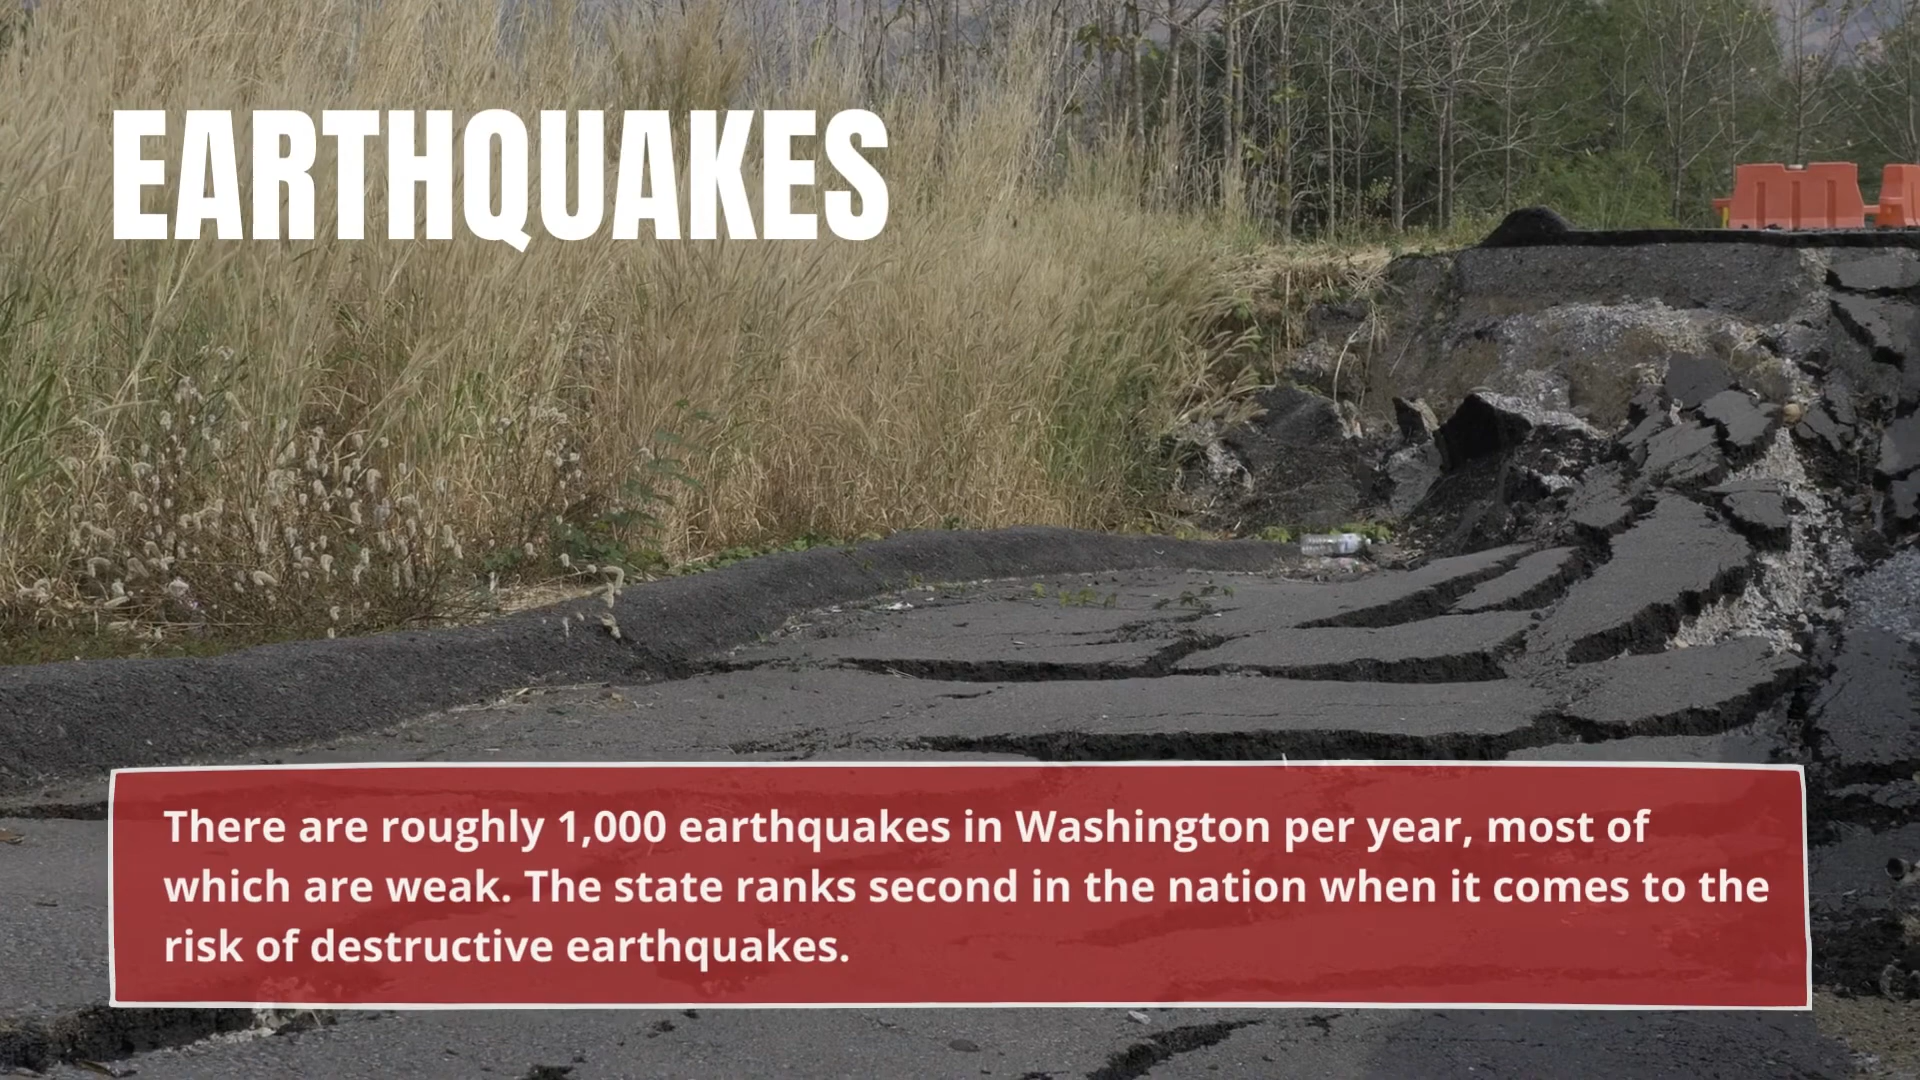 EARTHQUAKES
There are roughly 1,000 earthquakes in Washington per year, most of
which are weak. The state ranks second in the nation when it comes to the
risk of destructive earthquakes.